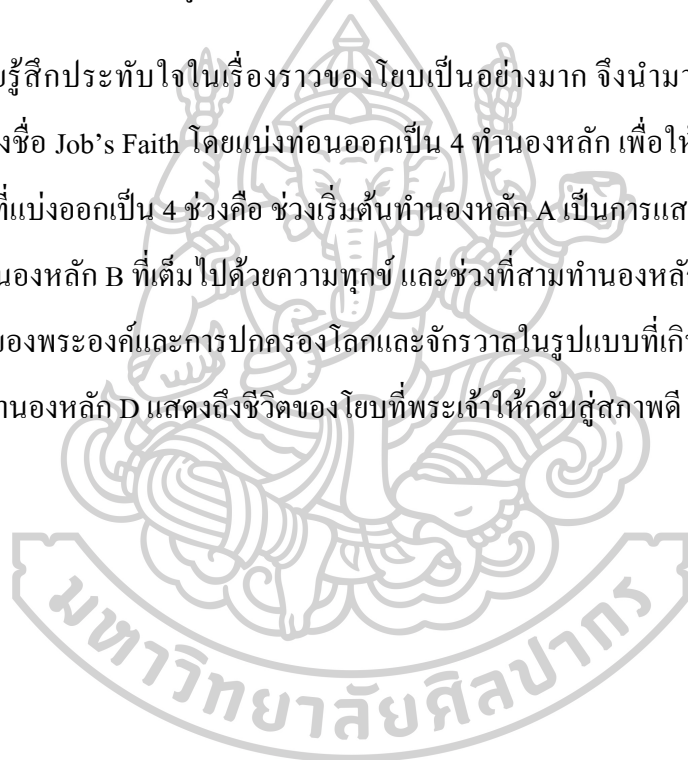 รู้สึกประทับใจในเรื่องราวของโยบเป็นอย่างมาก จึงนำมา
ชื่อ Job's Faith โดยแบ่งท่อนออกเป็น 4 ทำนองหลัก เพื่อให้
ที่แบ่งออกเป็น 4 ช่วงคือ ช่วงเริ่มต้นทำนองหลัก A เป็นการแส
นองหลัก B ที่เต็มไปด้วยความทุกข์ และช่วงที่สามทำนองหลั
ของพระองค์และการปกครองโลกและจักรวาลในรูปแบบที่เกิ
ำนองหลัก D แสดงถึงชีวิตของโยบที่พระเจ้าให้กลับสู่สภาพดี
มหาวิทยาลัยศิลปากร